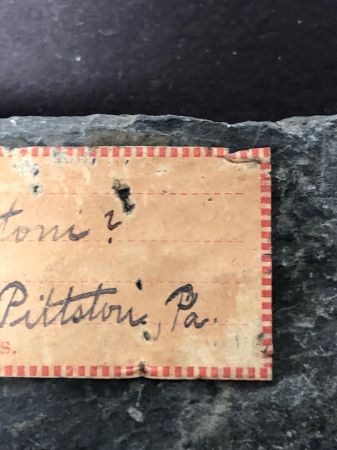 toni?
Pittston, Pa.
s.